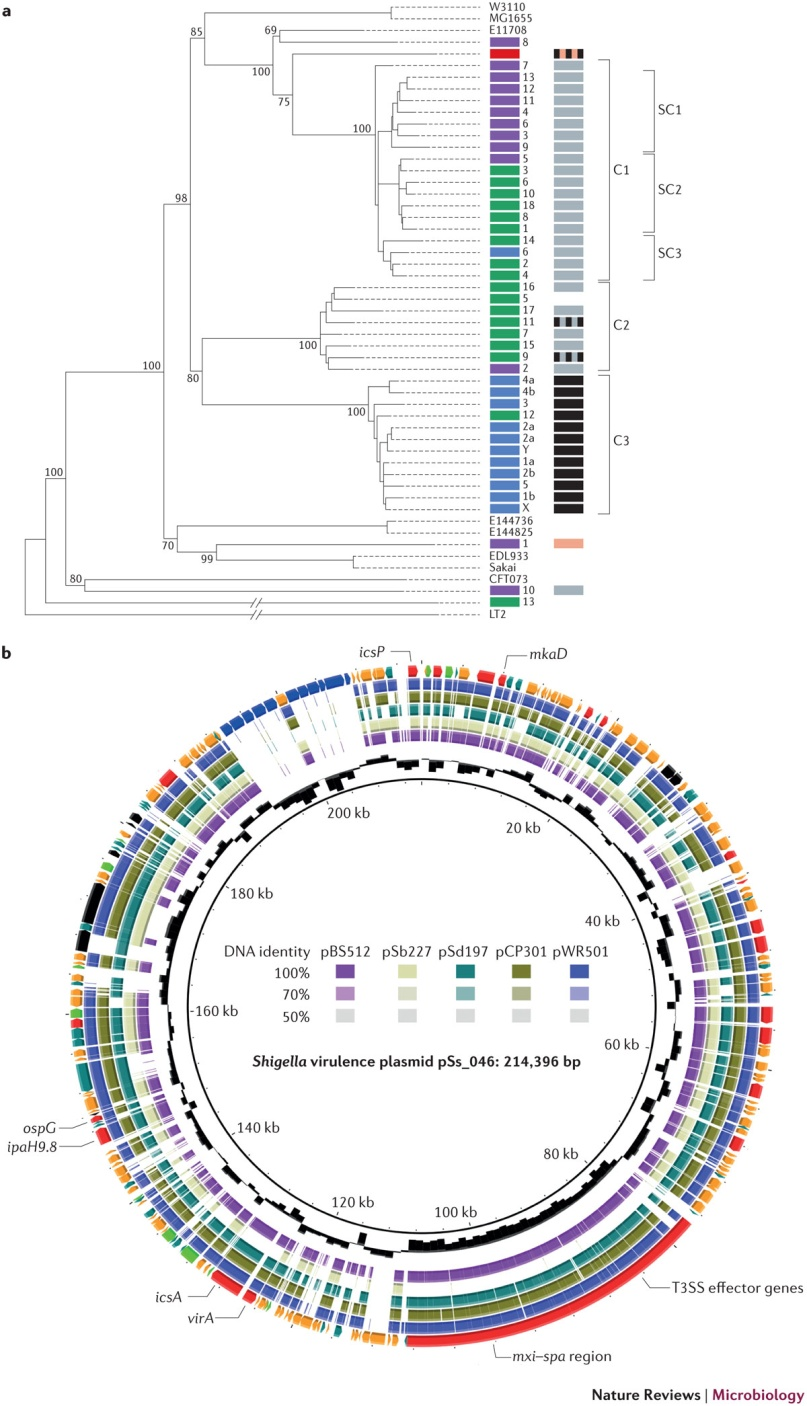 a
W3110
MG1655
E11708
8
7
13
12
11
4
6
3
9
5
3
6
10
18
8
1
14
6
2
4
16
5
17
11
7
15
9
2
4a
4b
3
12
2a
2a
Y
1a
2b
5
1b
X
E144736
E144825
1
EDL933
Sakai
CFT073
10
13
LT2
85
69
100
75
100
98
100
80
100
100
100
70
99
80
SC1
C1
SC2
SC3
C2
C3
b
icsP
mkaD
200 kb
20 kb
180 kb
40 kb
DNA identity pBS512 pSb227 pSd197 pCP301 pWR501
100%
70%
50%
160 kb
60 kb
Shigella virulence plasmid pSs_046: 214,396 bp
ospG
ipaH9.8
140 kb
80 kb
120 kb
100 kb
icsA
virA
T3SS effector genes
mxi–spa region
Nature Reviews | Microbiology